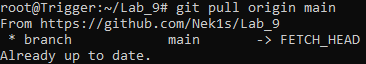 root@Trigger:~/Lab_9# git pull origin main
From https://github.com/Nek1s/Lab_9
 * branch            main       -> FETCH_HEAD
Already up to date.